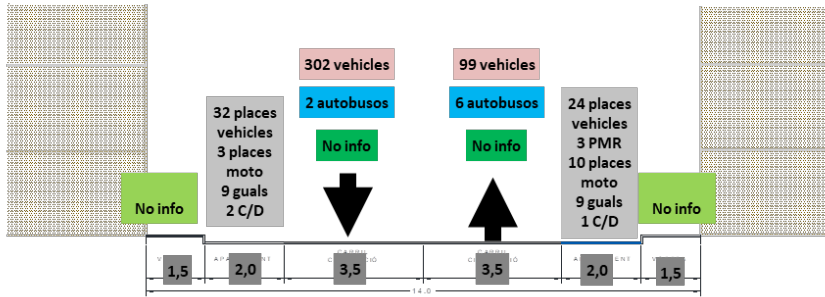 302 vehicles
99 vehicles
2 autobusos
6 autobusos
No info
No info
32 places
vehicles
3 places
moto
9 guals
2 C/D
24 places
vehicles
3 PMR
10 places
moto
9 guals
1 C/D
No info
No info
1,5
2,0
3,5
3,5
2,0
1,5
14.0